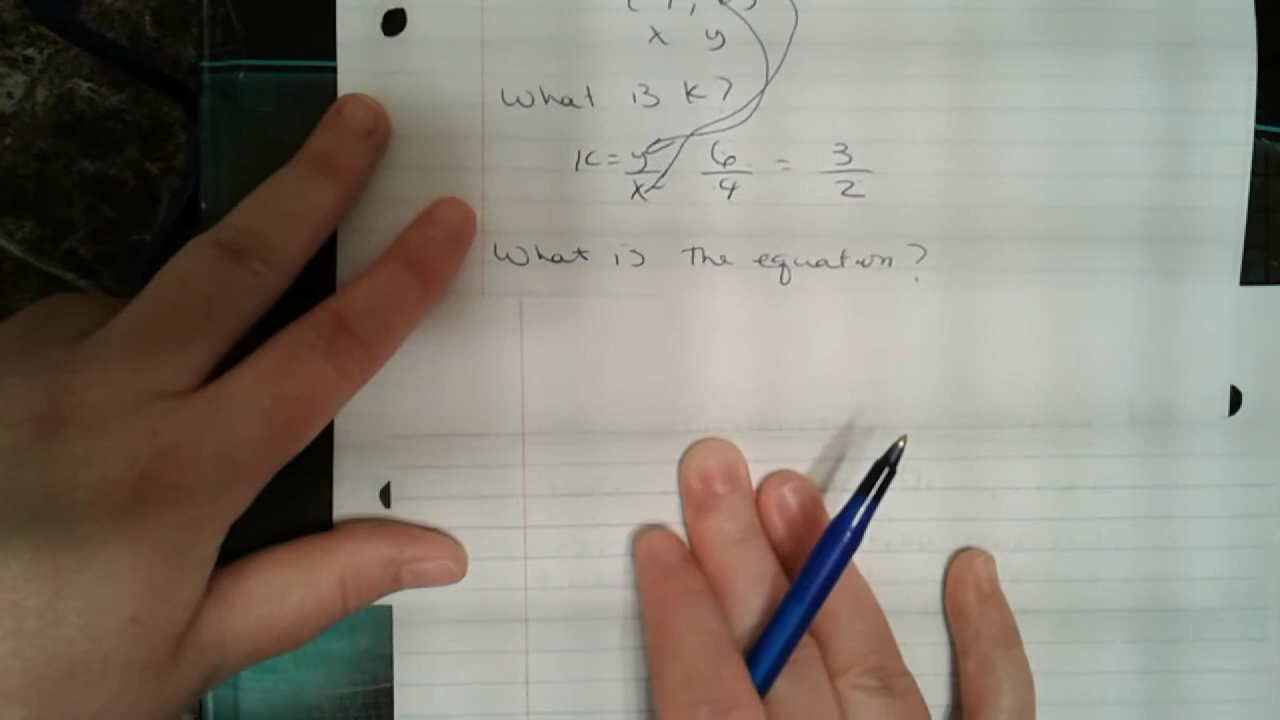 x y
What is k?
k = y/x 6/4 = 3/2
What is the equation?